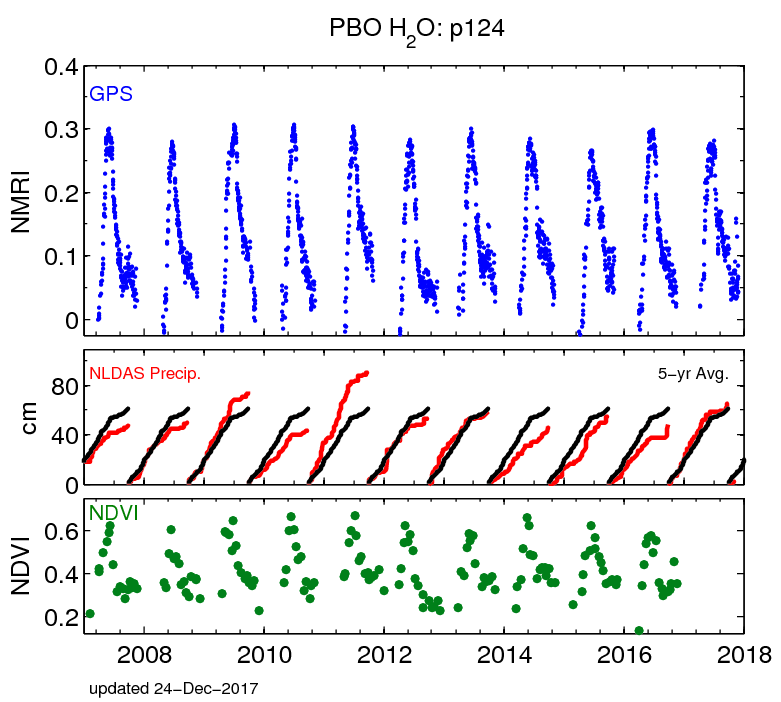 PBO H2O: p124
0.4
GPS
0.3
NMRI
0.2
0.1
0
NLDAS Precip.
5-yr Avg.
80
cm
40
0
NDVI
0.6
NDVI
0.4
0.2
2008 2010 2012 2014 2016 2018
updated 24-Dec-2017